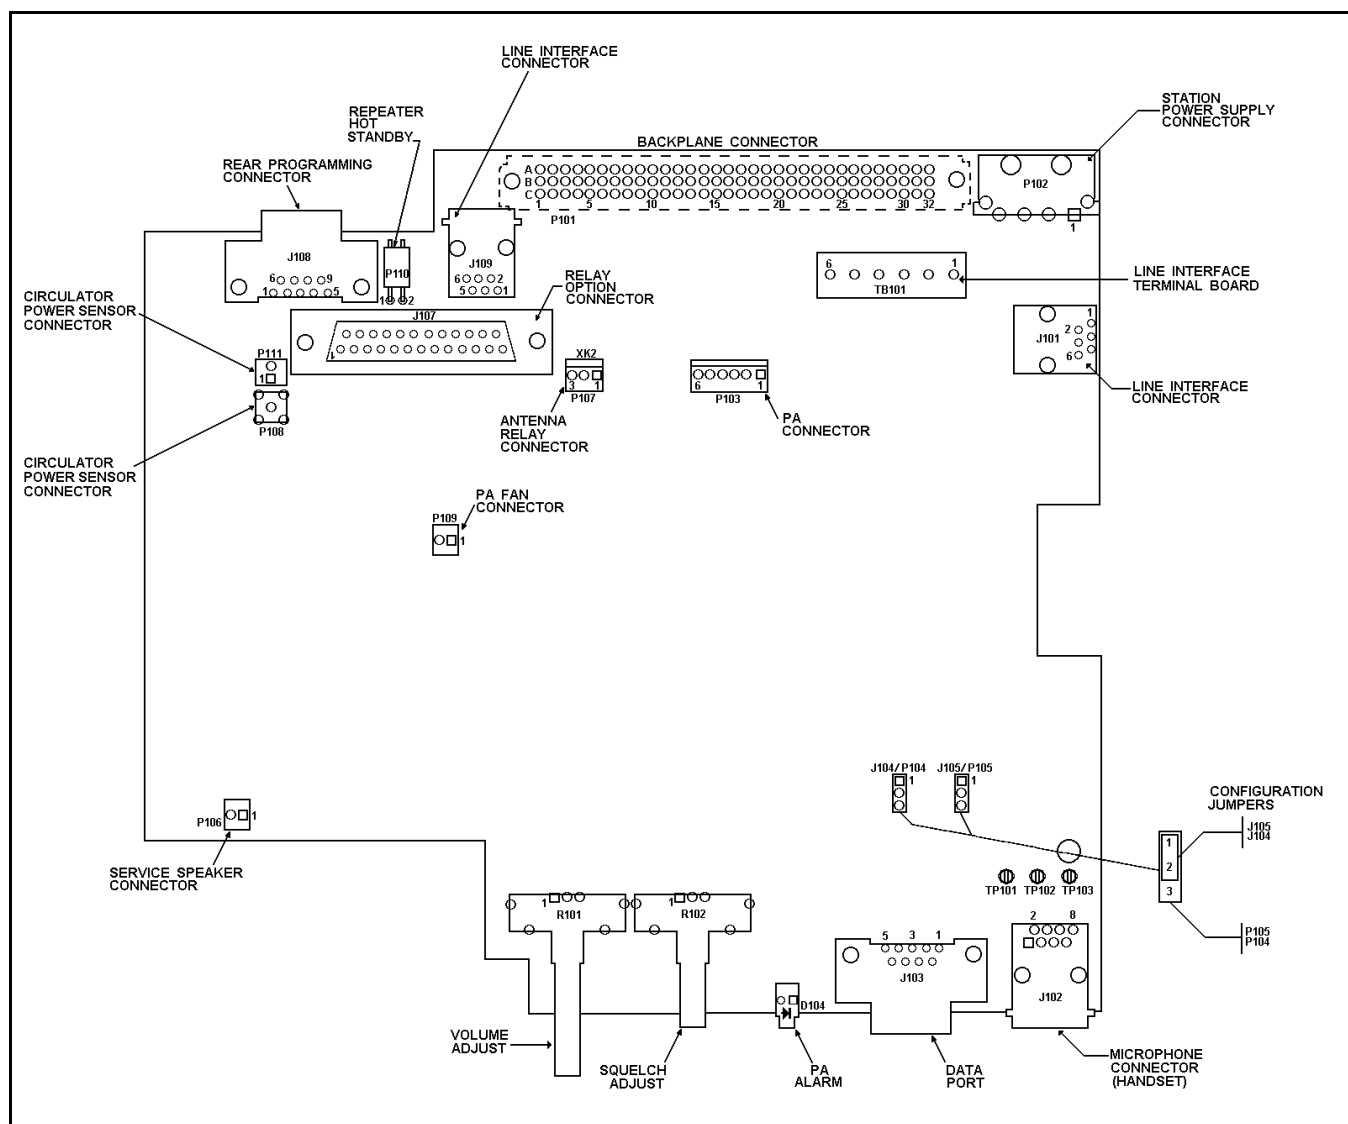 LINE INTERFACE
CONNECTOR
REPEATER
HOT
STANDBY
STATION
POWER SUPPLY
CONNECTOR
BACKPLANE CONNECTOR
REAR PROGRAMMING
CONNECTOR
A
B
C
1 5 10 15 20 25 30 32
P101
P102
1
J108
6 9
1 5
P110
1 2
J109
6 2
5 1
6 1
TB101
LINE INTERFACE
TERMINAL BOARD
RELAY
OPTION
CONNECTOR
CIRCULATOR
POWER SENSOR
CONNECTOR
J107
1
1
2
J101
6
P111
1
XK2
3 1
P107
6 1
P103
LINE INTERFACE
CONNECTOR
P108
ANTENNA
RELAY
CONNECTOR
PA
CONNECTOR
CIRCULATOR
POWER SENSOR
CONNECTOR
PA FAN
CONNECTOR
P109
1
J104/P104
1
J105/P105
1
CONFIGURATION
JUMPERS
J105
J104
1
2
3
P106
1
SERVICE SPEAKER
CONNECTOR
TP101 TP102 TP103
P105
P104
1
R101
1
R102
2 8
5 3 1
J103
J102
D104
VOLUME
ADJUST
SQUELCH
ADJUST
PA
ALARM
DATA
PORT
MICROPHONE
CONNECTOR
(HANDSET)